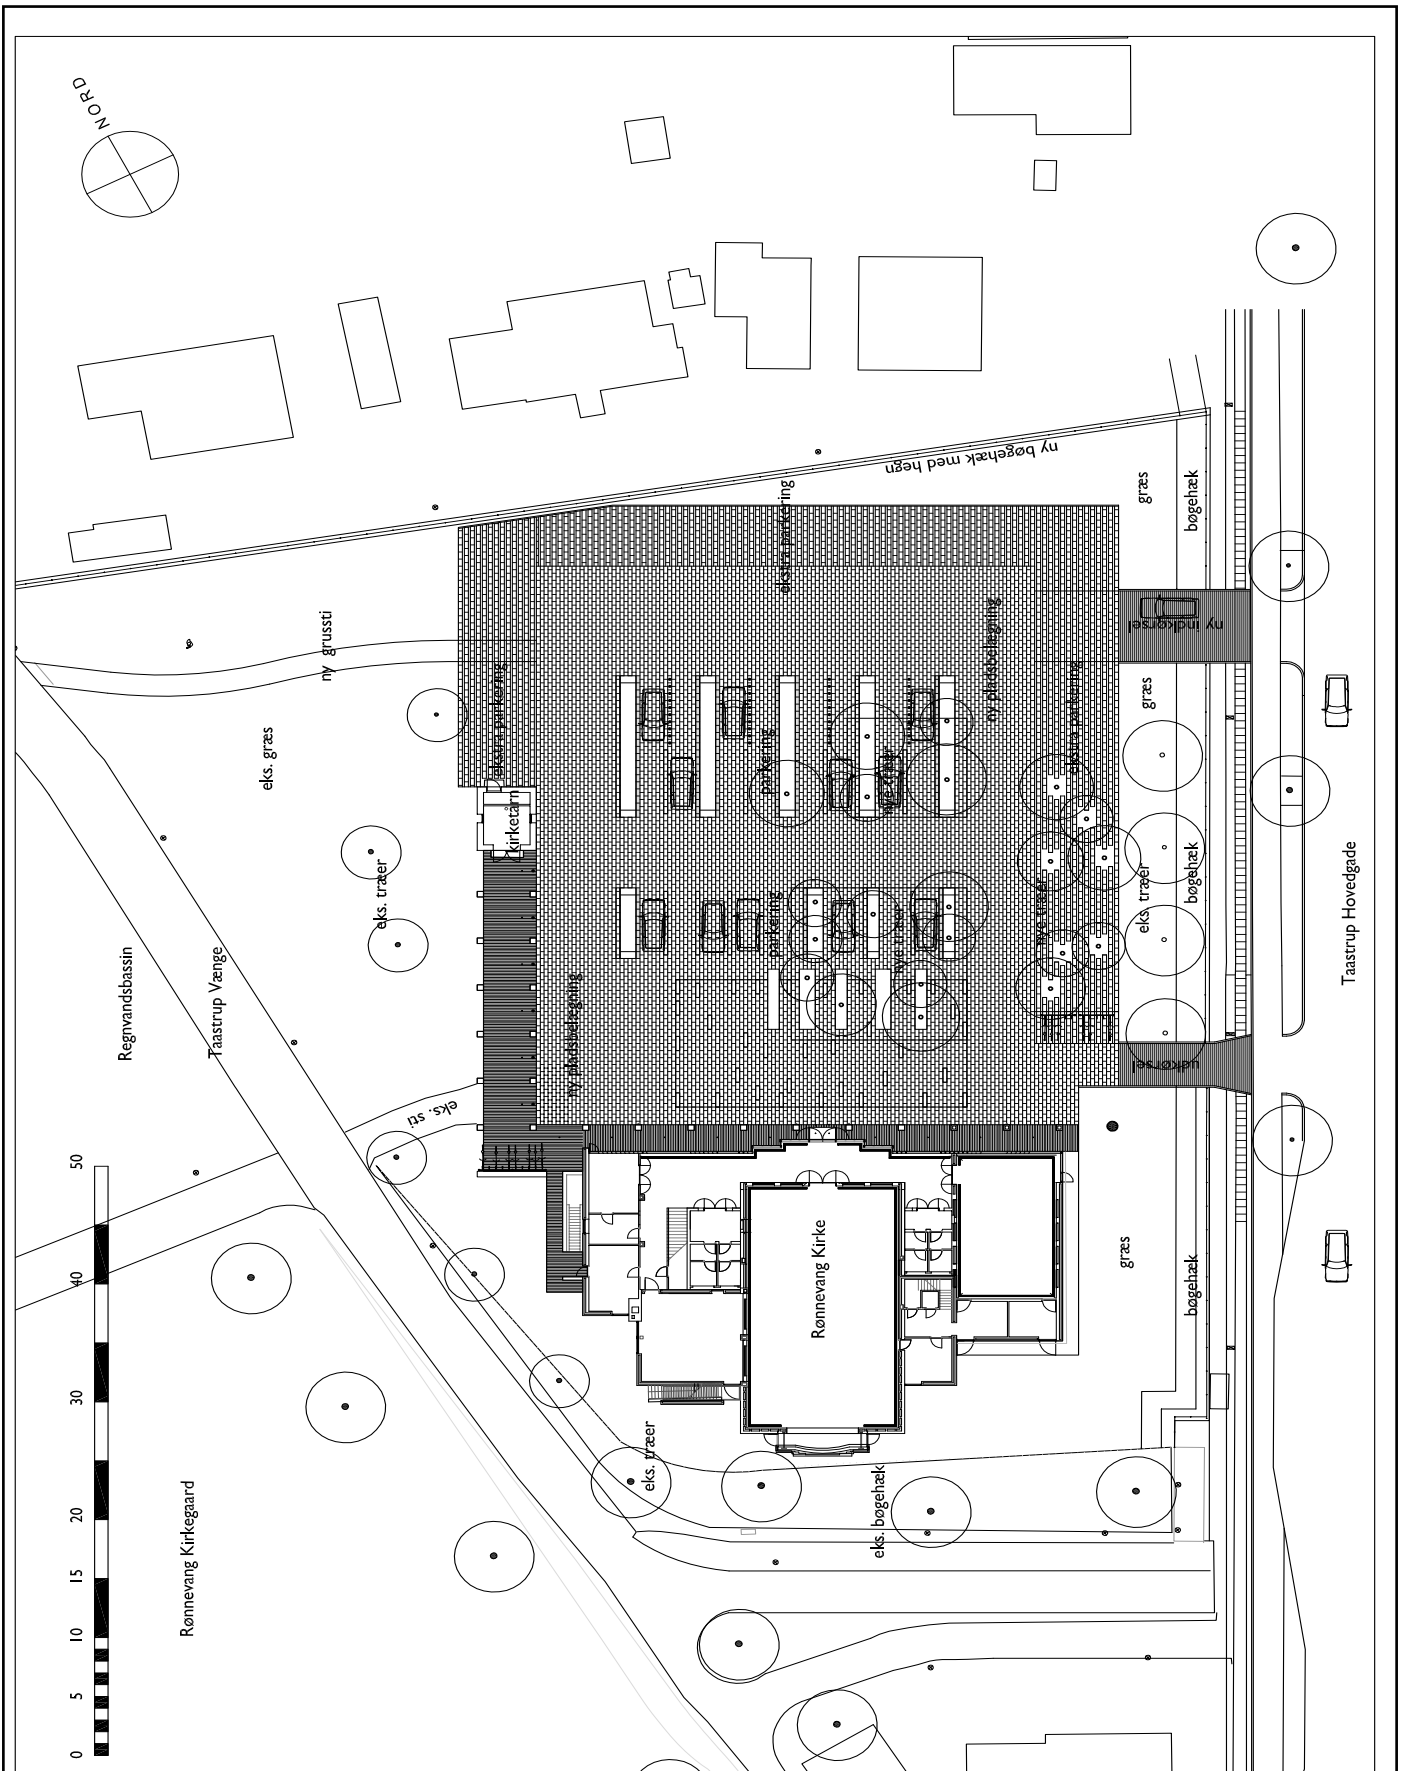 NORD
ny bøgehæk med hegn
græs
bøgehæk
ekstra parkering
ny indkørsel
ny grussti
ekstra parkering
ny pladsbelægning
ekstra parkering
græs
eks. græs
parkering
nye træer
kirketårn
eks. træer
parkering
nye træer
nye træer
eks. træer
bøgehæk
Taastrup Hovedgade
Regnvandsbassin
Taastrup Vænge
ny pladsbelægning
udkørsel
eks. sti
Rønnevang Kirke
græs
bøgehæk
eks. træer
eks. bøgehæk
Rønnevang Kirkegaard
50
40
30
20
15
10
5
0